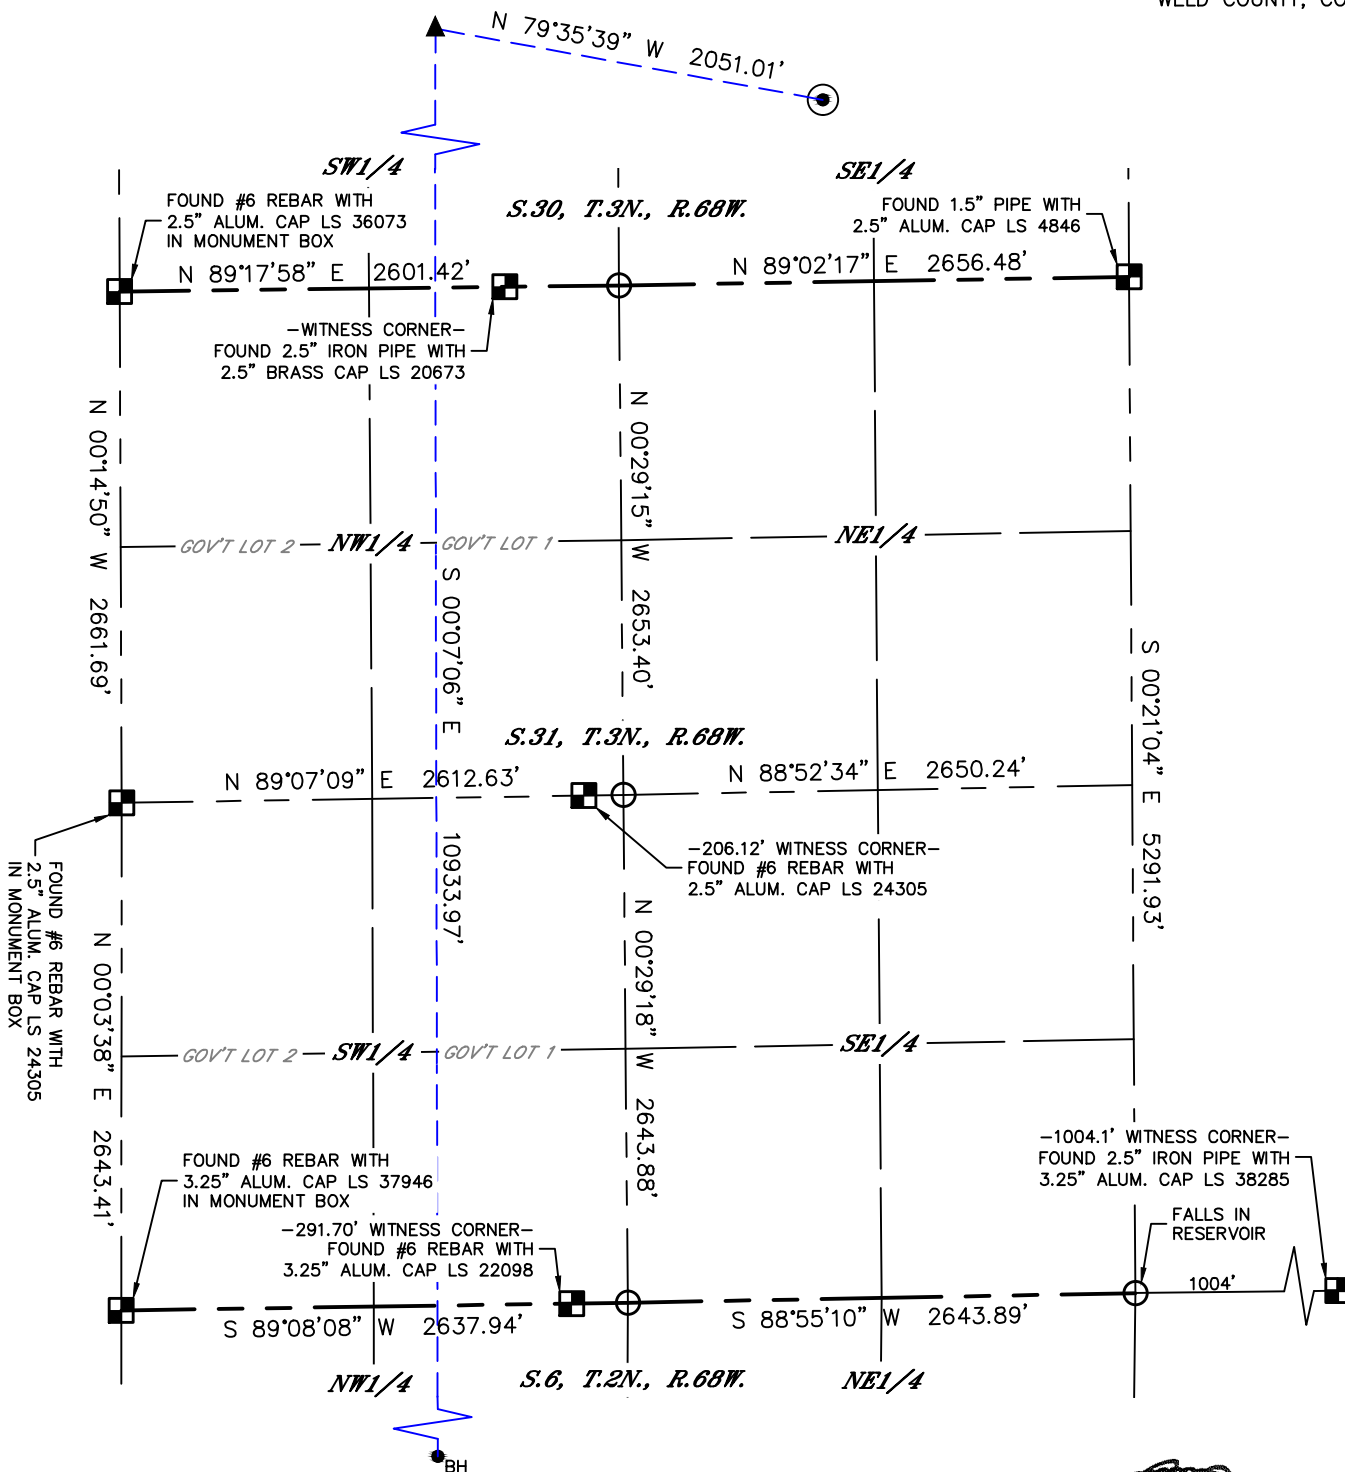 WELD COUNTY, CO
N 79°35'39" W 2051.01'
SW1/4
SE1/4
FOUND #6 REBAR WITH
2.5" ALUM. CAP LS 36073
IN MONUMENT BOX
S.30, T.3N., R.68W.
FOUND 1.5" PIPE WITH
2.5" ALUM. CAP LS 4846
N 89°17'58" E 2601.42'
N 89°02'17" E 2656.48'
-WITNESS CORNER-
FOUND 2.5" IRON PIPE WITH
2.5" BRASS CAP LS 20673
N 00°14'50" W 2661.69'
N 00°29'15" W 2653.40'
GOV'T LOT 2
NW1/4
GOV'T LOT 1
NE1/4
S 00°07'06" E 10933.97'
S 00°21'04" E 5291.93'
S.31, T.3N., R.68W.
N 89°07'09" E 2612.63'
N 88°52'34" E 2650.24'
-206.12' WITNESS CORNER-
FOUND #6 REBAR WITH
2.5" ALUM. CAP LS 24305
FOUND #6 REBAR WITH
2.5" ALUM. CAP LS 24305
IN MONUMENT BOX
N 00°03'38" E 2643.41'
N 00°29'18" W 2643.88'
GOV'T LOT 2
SW1/4
GOV'T LOT 1
SE1/4
-1004.1' WITNESS CORNER-
FOUND 2.5" IRON PIPE WITH
3.25" ALUM. CAP LS 38285
FOUND #6 REBAR WITH
3.25" ALUM. CAP LS 37946
IN MONUMENT BOX
-291.70' WITNESS CORNER-
FOUND #6 REBAR WITH
3.25" ALUM. CAP LS 22098
FALLS IN
RESERVOIR
1004'
S 89°08'08" W 2637.94'
S 88°55'10" W 2643.89'
NW1/4
S.6, T.2N., R.68W.
NE1/4
BH